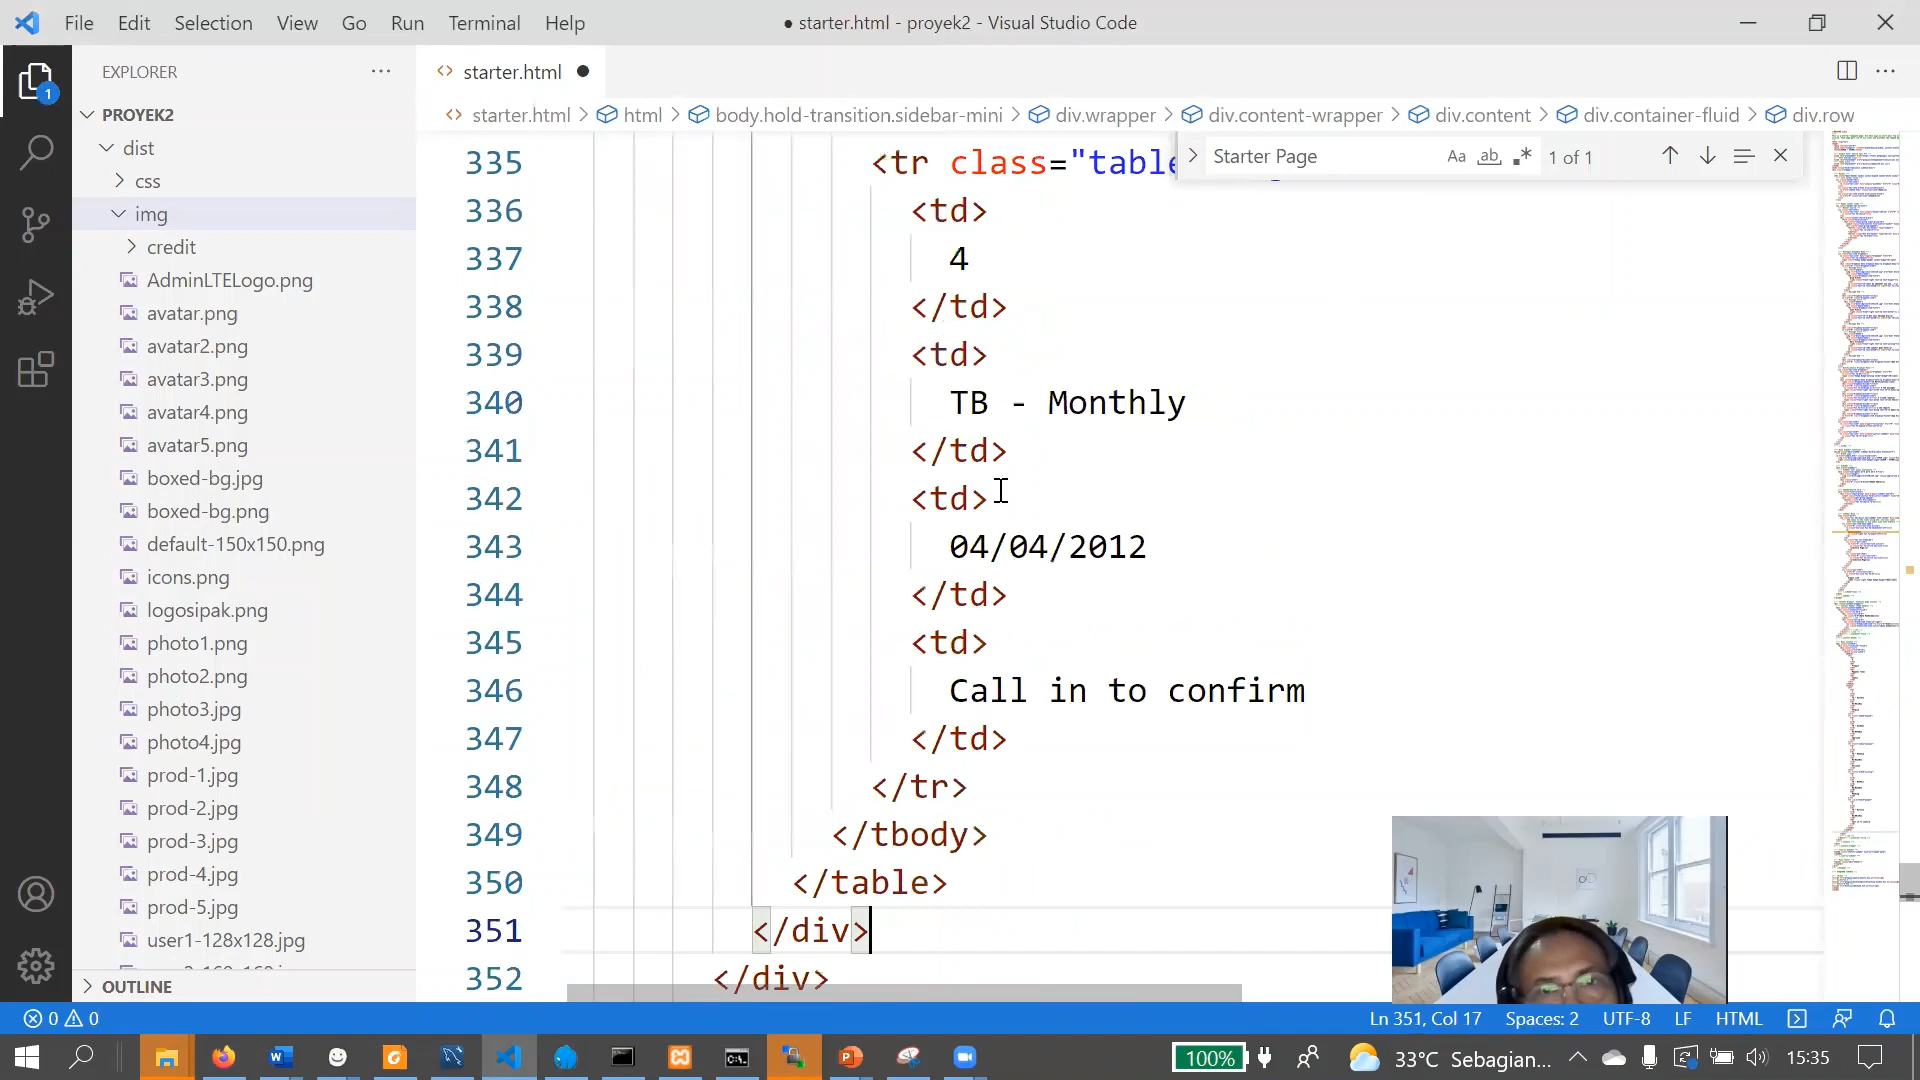 File Edit Selection View Go Run Terminal Help ● starter.html - proyek2 - Visual Studio Code
EXPLORER
starter.html
starter.html > html > body.hold-transition.sidebar-mini > div.wrapper > div.content-wrapper > div.content > div.container-fluid > div.row
Starter Page Aa ab .* 1 of 1
1
PROYEK2
dist
css
img
credit
AdminLTELogo.png
avatar.png
avatar2.png
avatar3.png
avatar4.png
avatar5.png
boxed-bg.jpg
boxed-bg.png
default-150x150.png
icons.png
logosipak.png
photo1.png
photo2.png
photo3.jpg
photo4.jpg
prod-1.jpg
prod-2.jpg
prod-3.jpg
prod-4.jpg
prod-5.jpg
user1-128x128.jpg
OUTLINE
335 <tr class="table
336 <td>
337 4
338 </td>
339 <td>
340 TB - Monthly
341 </td>
342 <td>
343 04/04/2012
344 </td>
345 <td>
346 Call in to confirm
347 </td>
348 </tr>
349 </tbody>
350 </table>
351 </div>
352 </div>
0 0
Ln 351, Col 17 Spaces: 2 UTF-8 LF HTML
100% 33°C Sebagian... 15:35